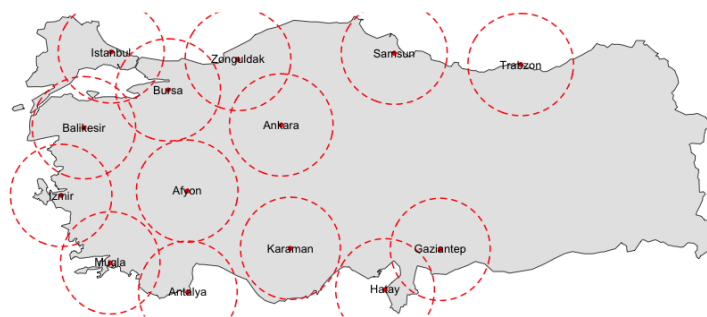 Istanbul
Zonguldak
Samsun
Trabzon
Bursa
Balikesir
Ankara
Izmir
Afyon
Mugla
Karaman
Gaziantep
Antalya
Hatay